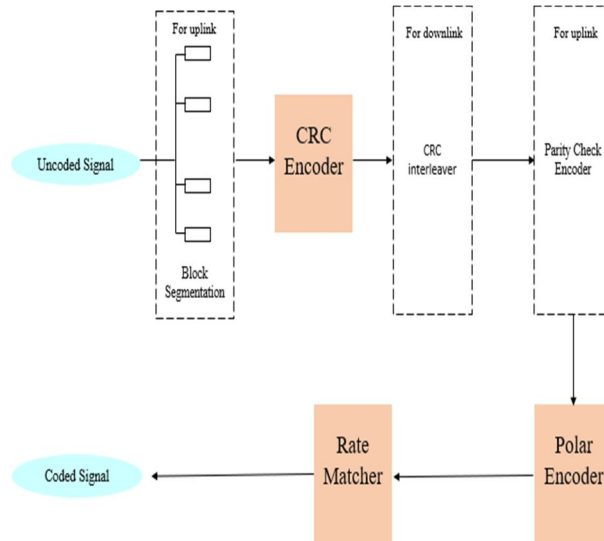 For uplink
For downlink
For uplink
Uncoded Signal
CRC
Encoder
CRC
interleaver
Parity Check
Encoder
Block
Segmentation
Coded Signal
Rate
Matcher
Polar
Encoder